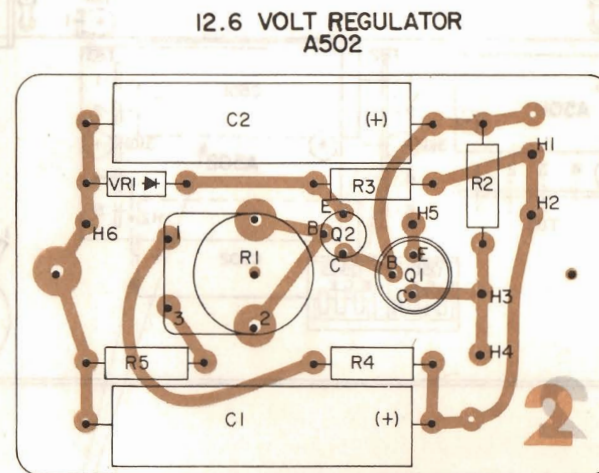 12.6 VOLT REGULATOR
A502
C2 (+)
H1
VR1 R3 R2
E H5 H2
H6 1 B Q2
R1 C B E
Q1
C H3
3 2
H4
R5 R4
C1 (+)
2